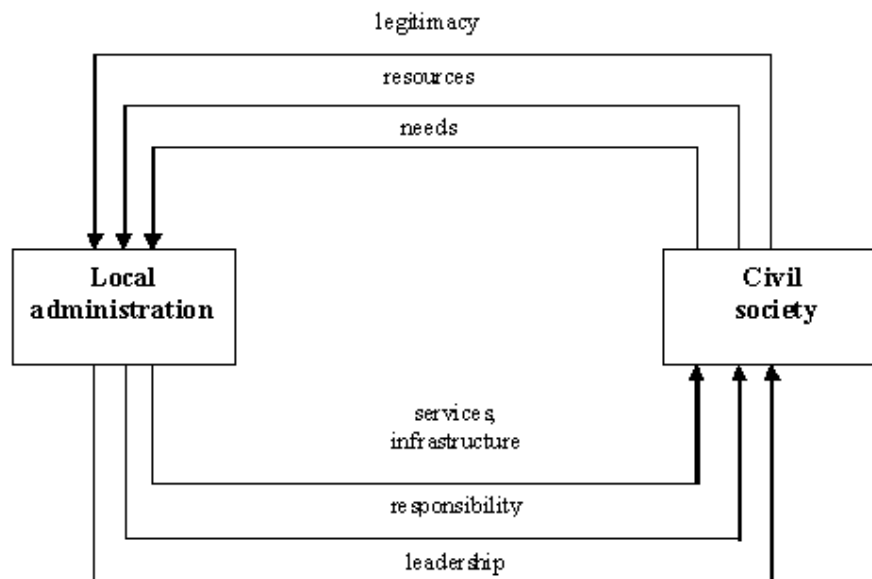 legitimacy
resources
needs
Local
administration
Civil
society
services,
infrastructure
responsibility
leadership